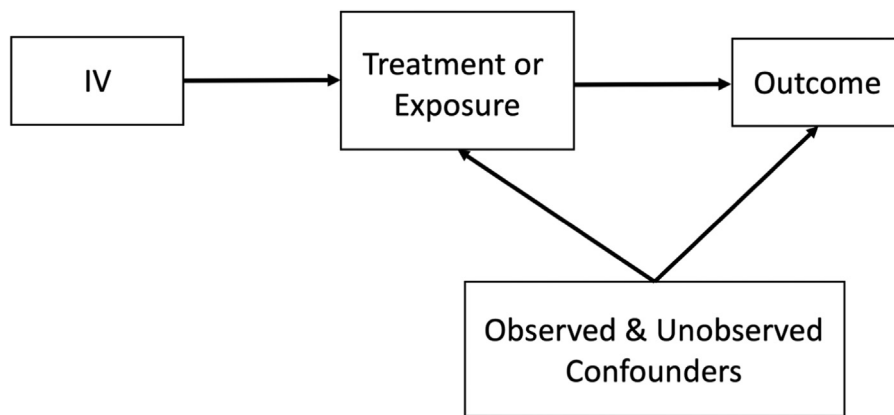 IV
Treatment or
Exposure
Outcome
Observed & Unobserved
Confounders